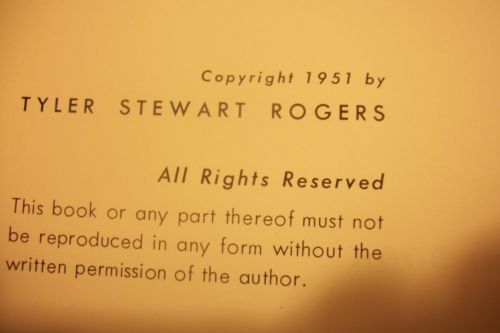 Copyright 1951 by
TYLER STEWART ROGERS
All Rights Reserved
This book or any part thereof must not
be reproduced in any form without the
written permission of the author.